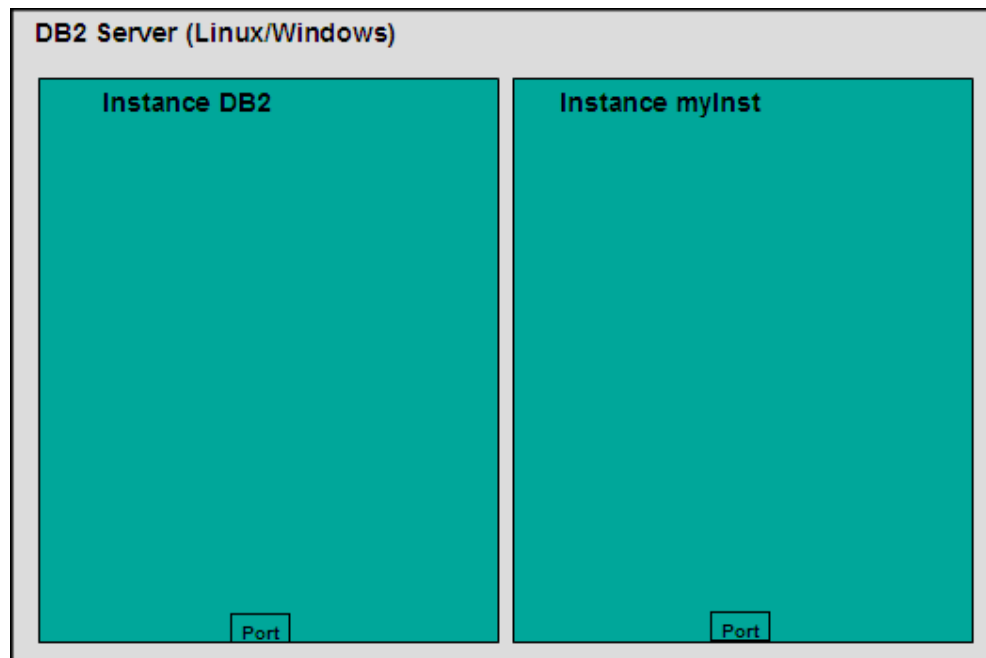 DB2 Server (Linux/Windows)
Instance DB2
Instance myInst
Port
Port